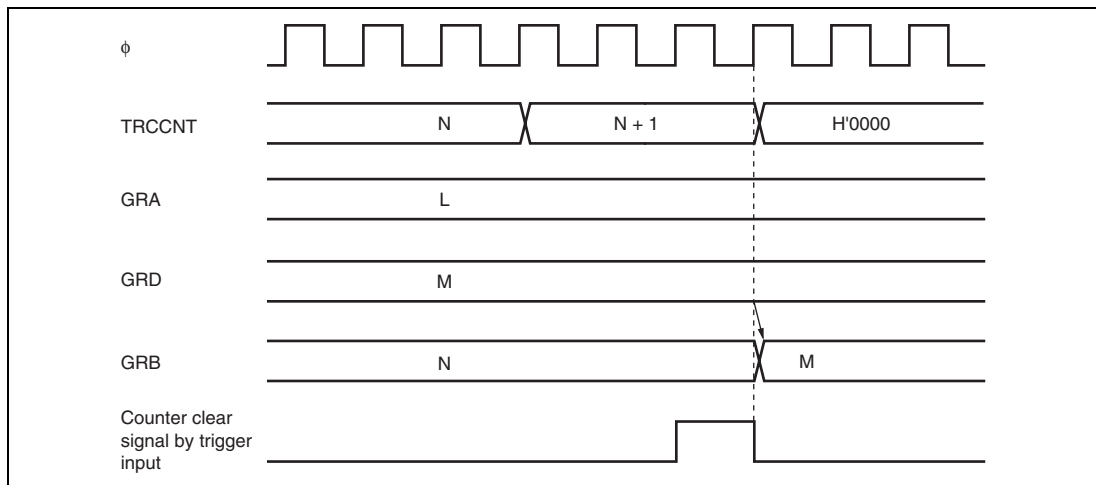 ϕ
TRCCNT N N + 1 H'0000
GRA L
GRD M
GRB N M
Counter clear
signal by trigger
input